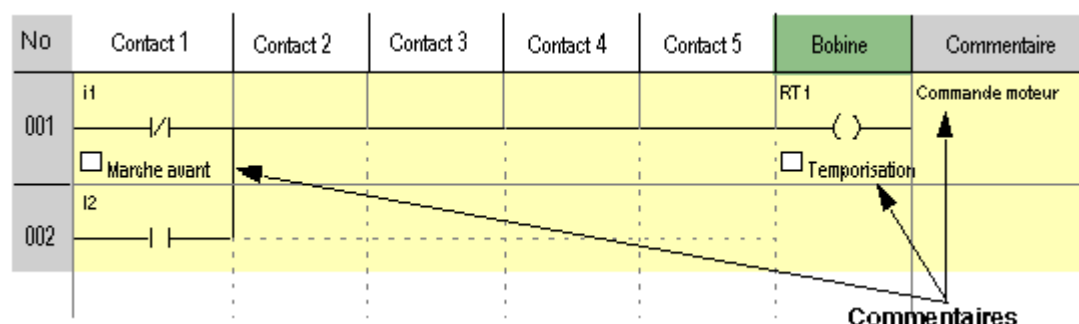 No Contact 1 Contact 2 Contact 3 Contact 4 Contact 5 Bobine Commentaire
i1 RT1 Commande moteur
001
Marche avant Temporisation
I2
002
Commentaires